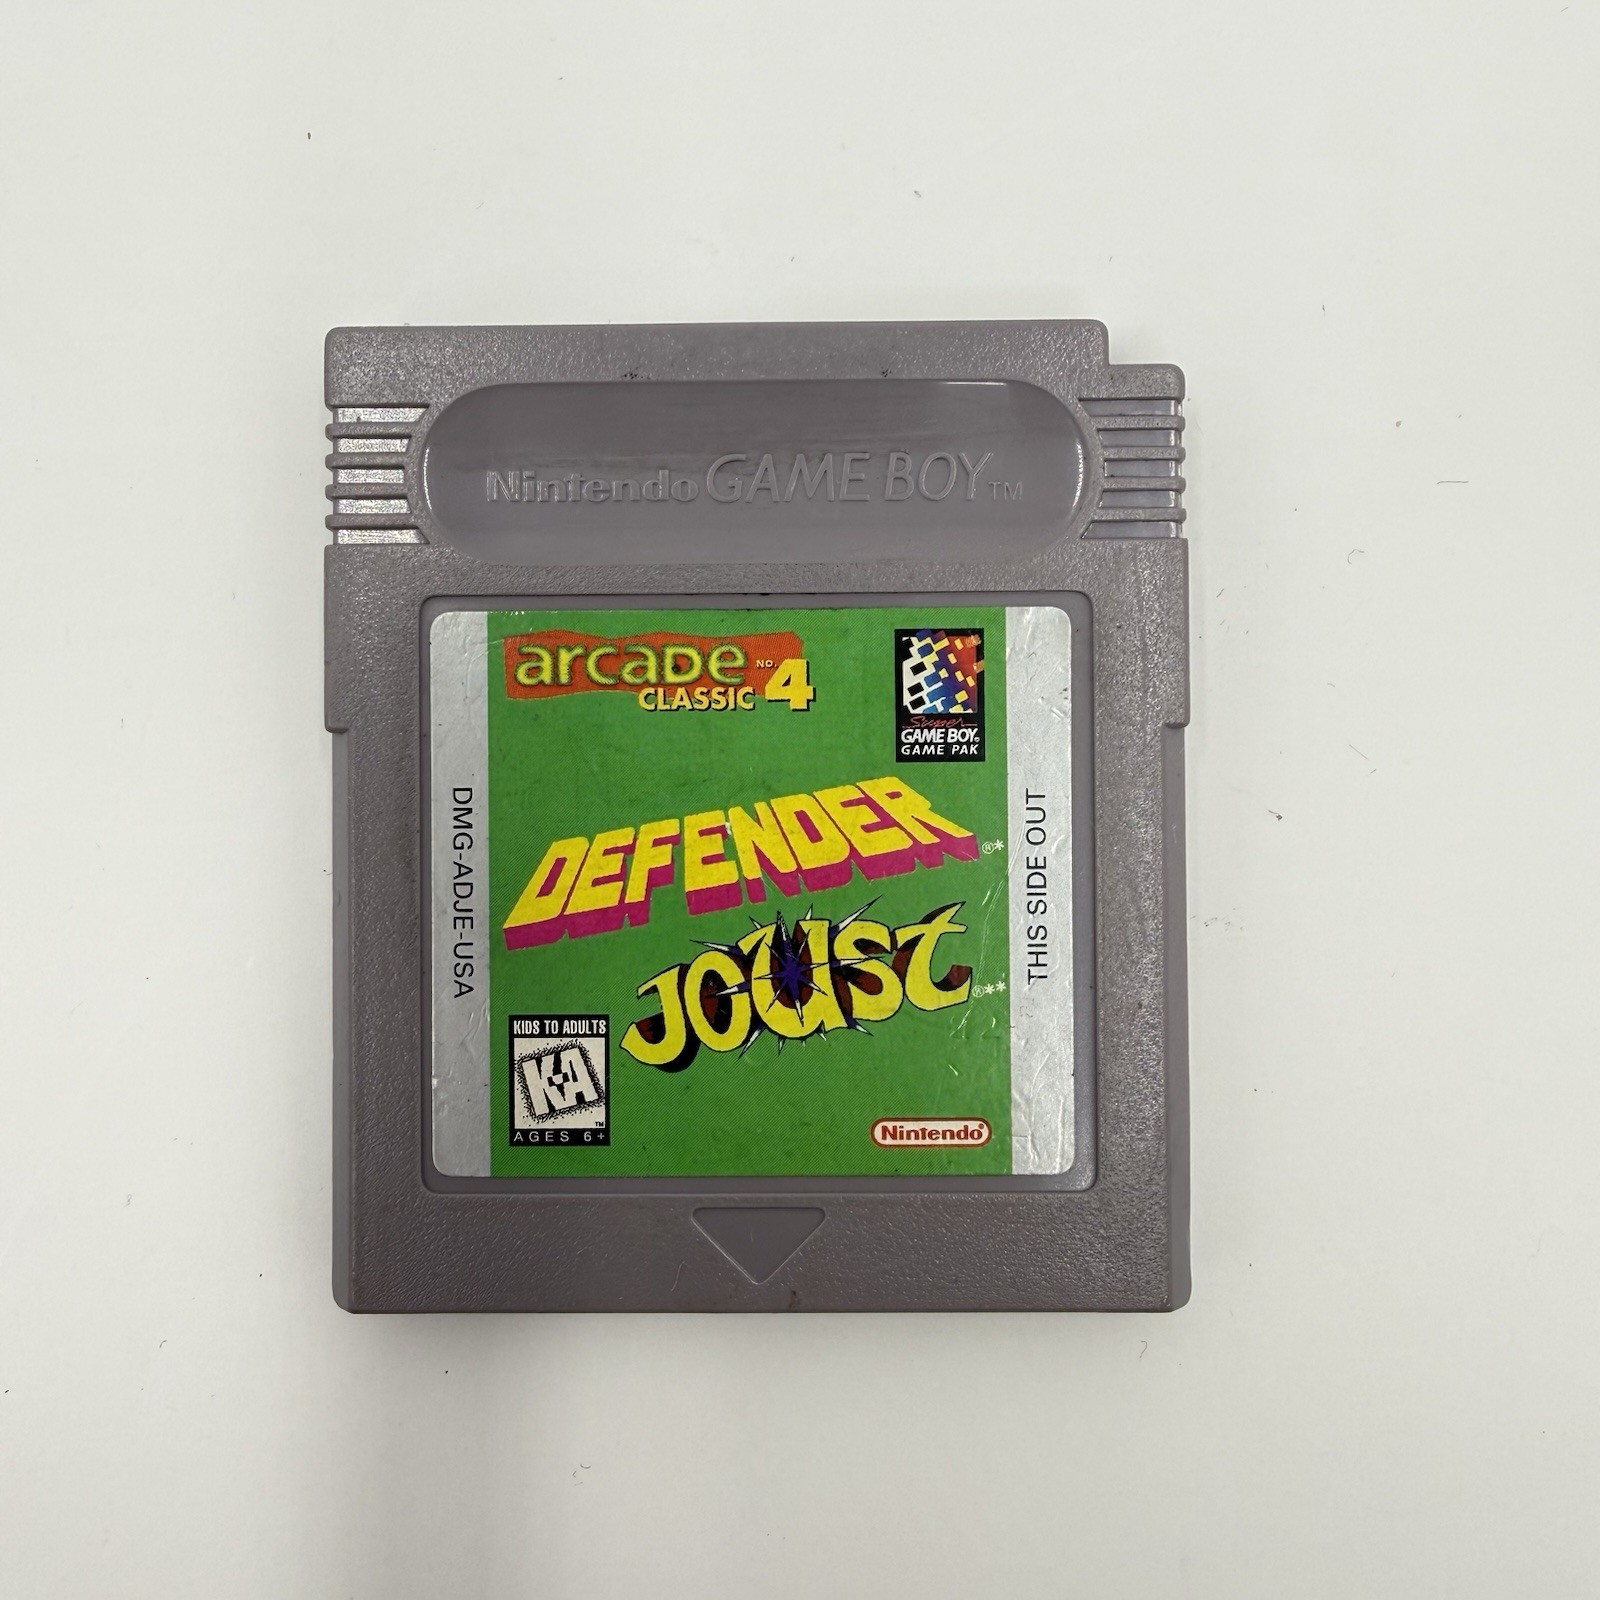 Nintendo GAME BOY TM
arcade
CLASSIC NO. 4
Super
GAME BOY®
GAME PAK
DMG-ADJE-USA
DEFENDER ®*
JOUST ®**
THIS SIDE OUT
KIDS TO ADULTS
K-A
TM
AGES 6+
Nintendo®